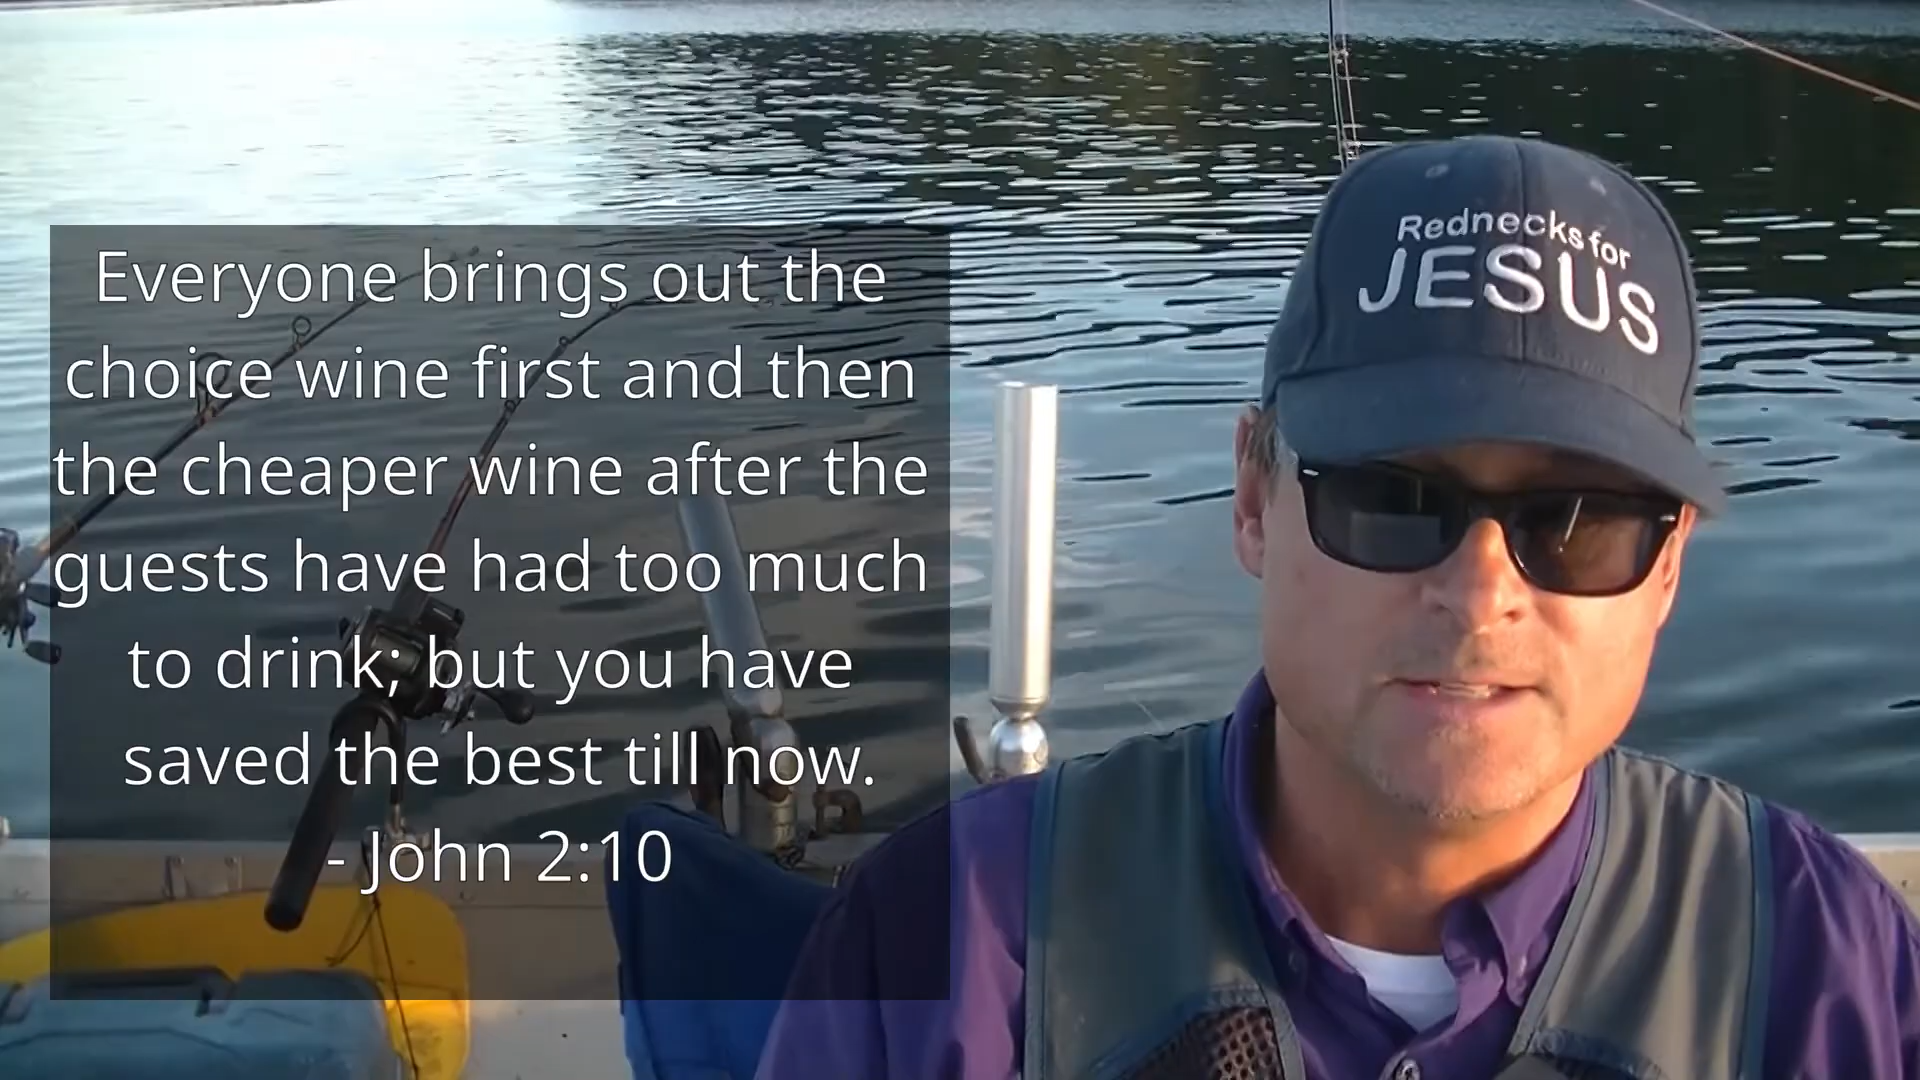 Everyone brings out the
choice wine first and then
the cheaper wine after the
guests have had too much
to drink; but you have
saved the best till now.
- John 2:10
Rednecks for
JESUS